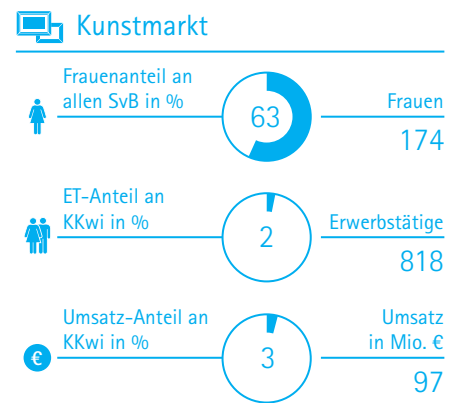 Kunstmarkt
Frauenanteil an
allen SvB in %
63
Frauen
174
ET-Anteil an
KKwi in %
2
Erwerbstätige
818
Umsatz-Anteil an
KKwi in %
€
3
Umsatz
in Mio. €
97